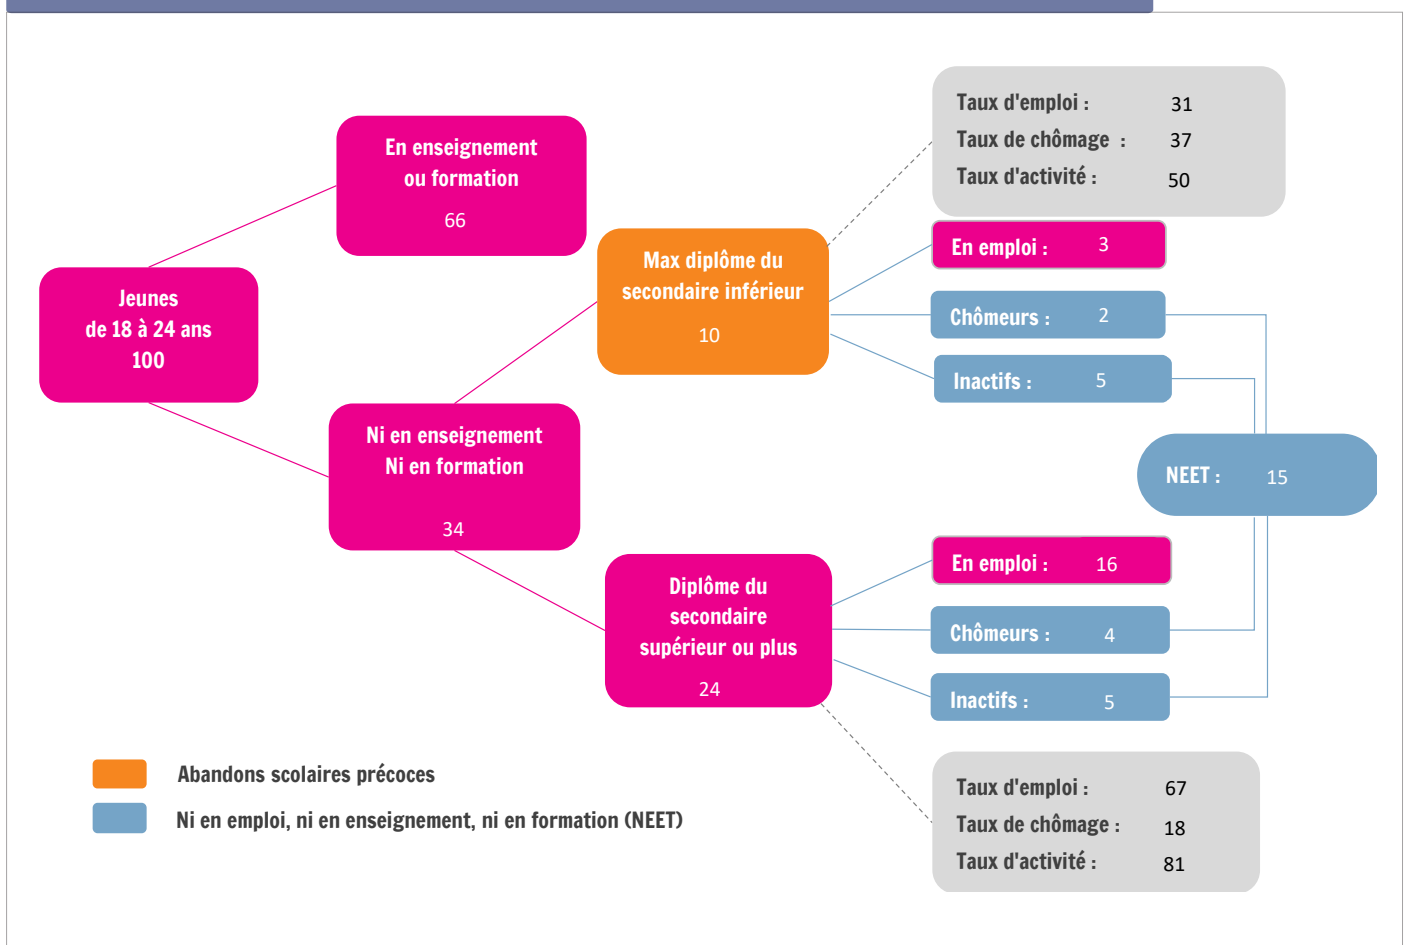 Jeunes
de 18 à 24 ans
100
En enseignement
ou formation
66
Ni en enseignement
Ni en formation
34
Max diplôme du
secondaire inférieur
10
Diplôme du
secondaire
supérieur ou plus
24
Taux d'emploi : 31
Taux de chômage : 37
Taux d'activité : 50
En emploi : 3
Chômeurs : 2
Inactifs : 5
NEET : 15
En emploi : 16
Chômeurs : 4
Inactifs : 5
Taux d'emploi : 67
Taux de chômage : 18
Taux d'activité : 81
Abandons scolaires précoces
Ni en emploi, ni en enseignement, ni en formation (NEET)